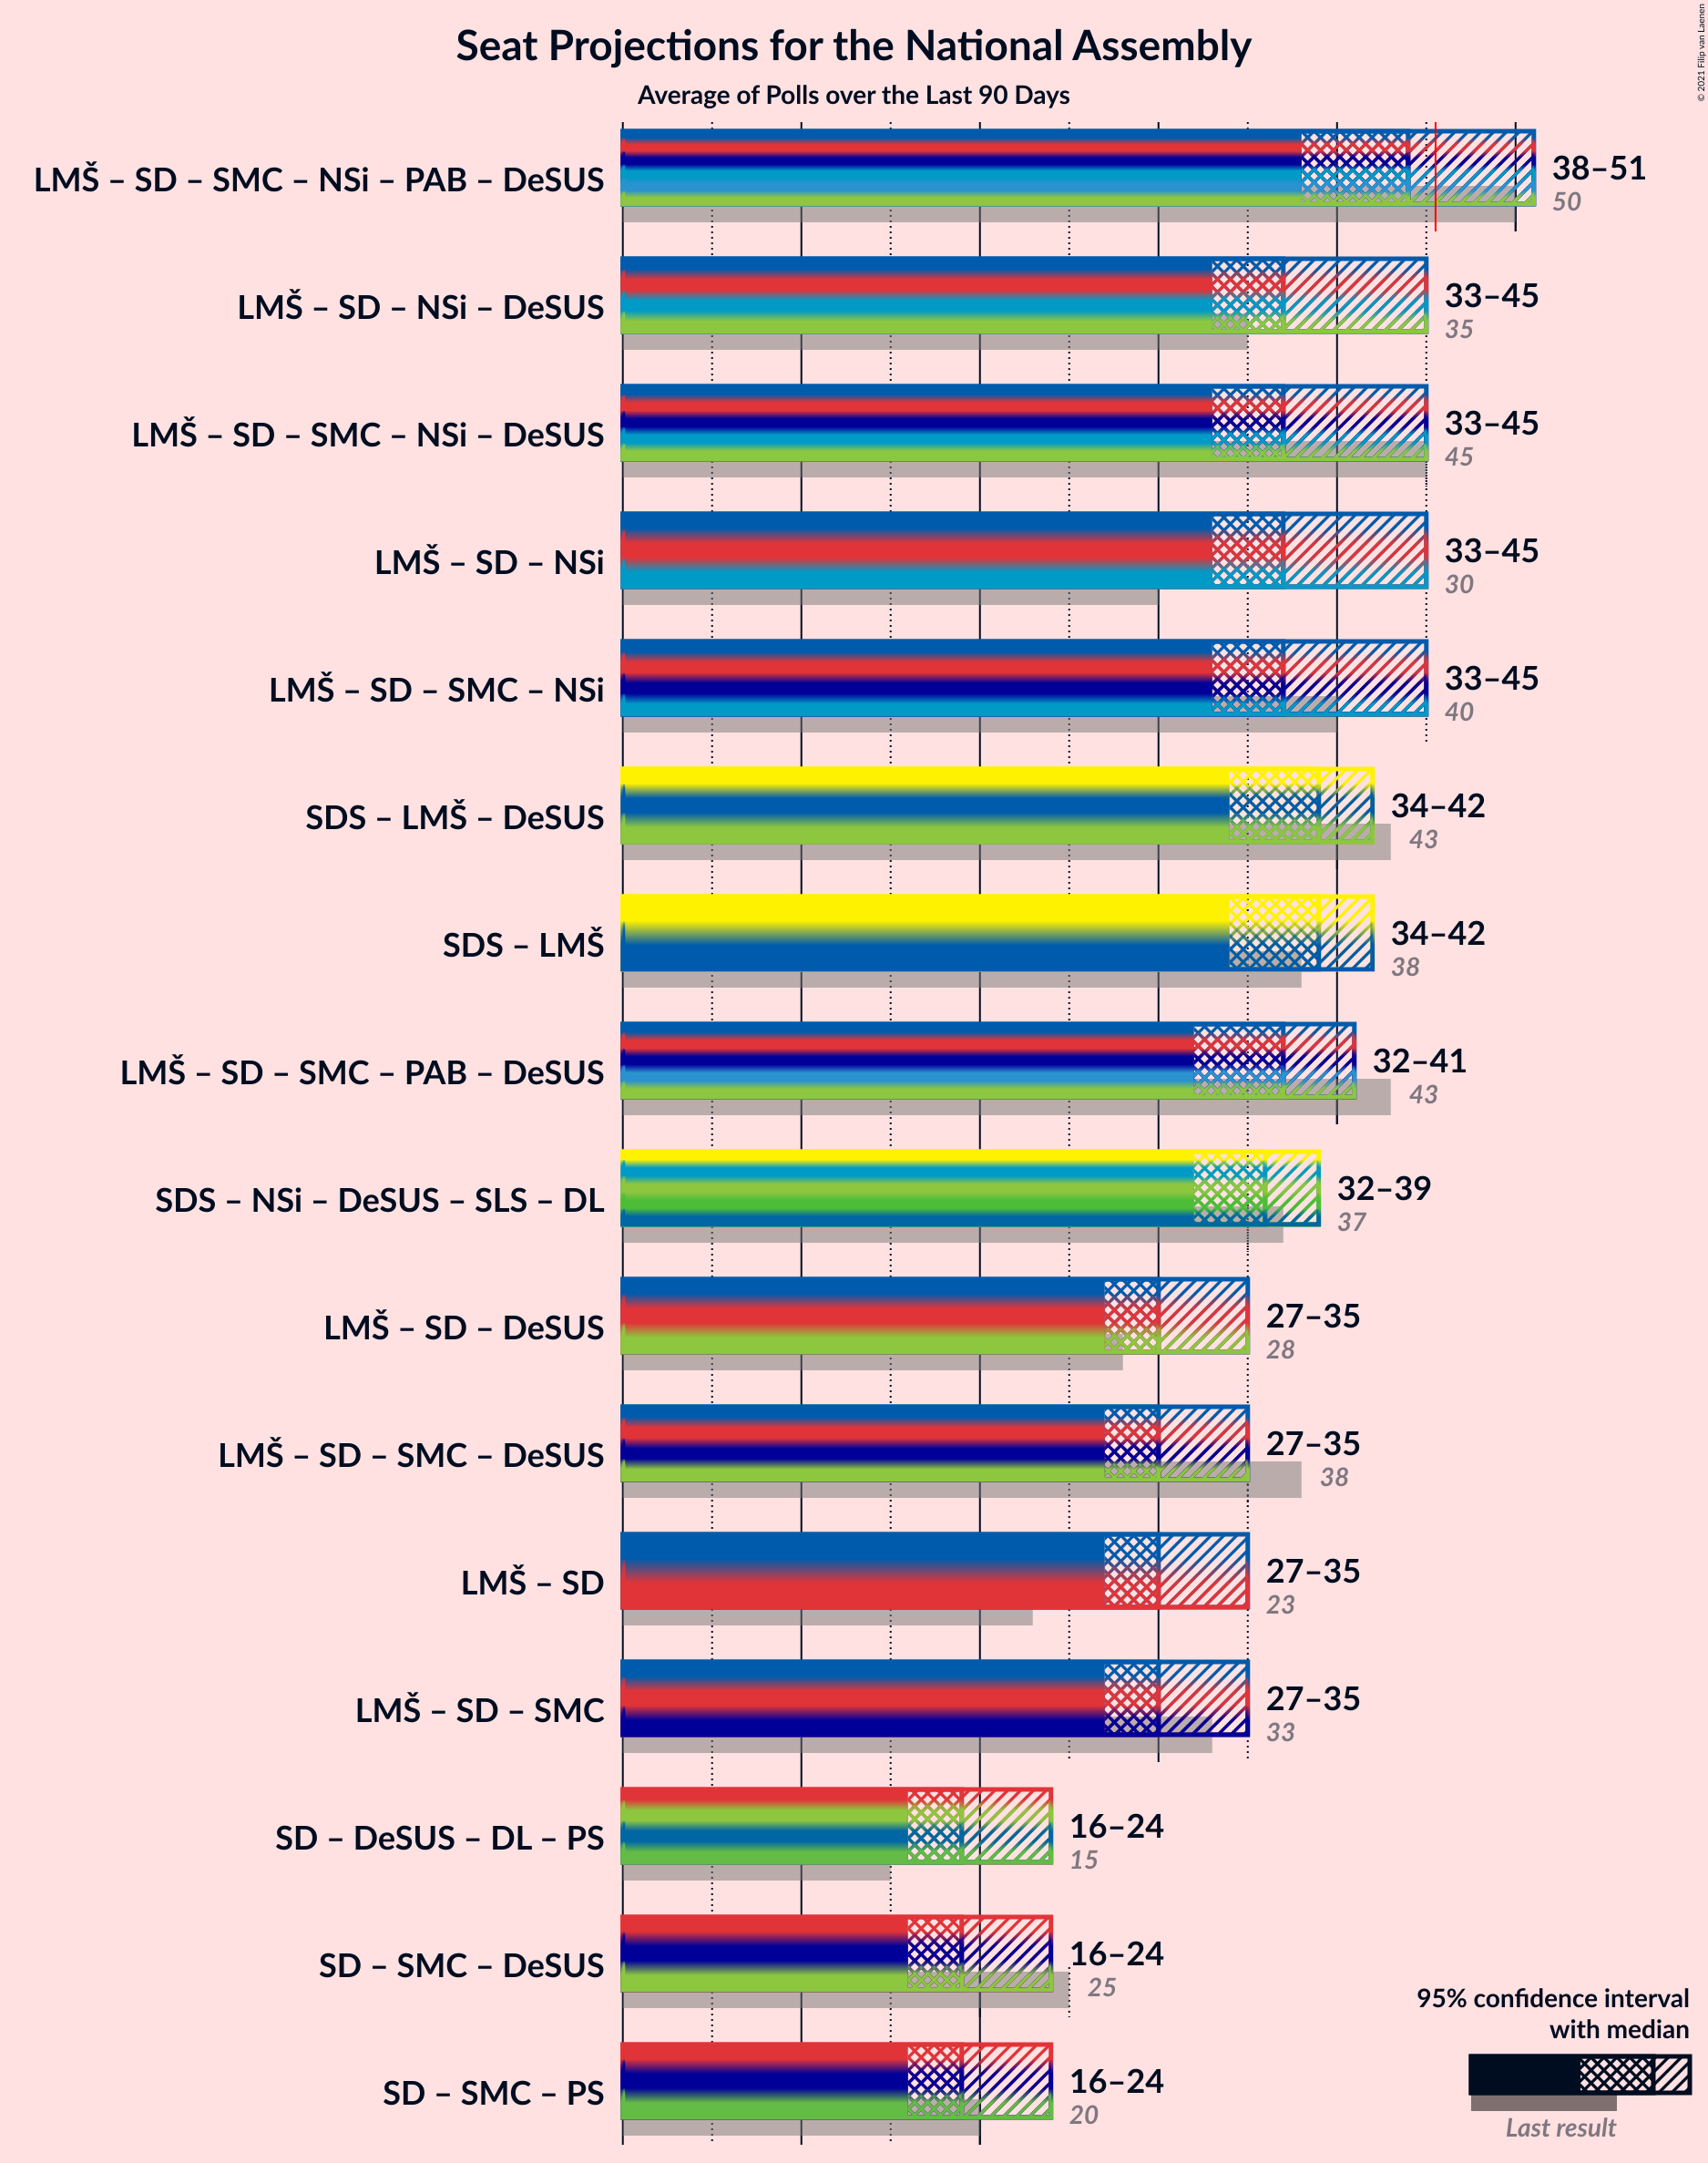 Seat Projections for the National Assembly
Average of Polls over the Last 90 Days
© 2021 Filip van Laenen
LMŠ – SD – SMC – NSi – PAB – DeSUS
38–51
50
LMŠ – SD – NSi – DeSUS
33–45
35
LMŠ – SD – SMC – NSi – DeSUS
33–45
45
LMŠ – SD – NSi
33–45
30
LMŠ – SD – SMC – NSi
33–45
40
SDS – LMŠ – DeSUS
34–42
43
SDS – LMŠ
34–42
38
LMŠ – SD – SMC – PAB – DeSUS
32–41
43
SDS – NSi – DeSUS – SLS – DL
32–39
37
LMŠ – SD – DeSUS
27–35
28
LMŠ – SD – SMC – DeSUS
27–35
38
LMŠ – SD
27–35
23
LMŠ – SD – SMC
27–35
33
SD – DeSUS – DL – PS
16–24
15
SD – SMC – DeSUS
16–24
25
SD – SMC – PS
16–24
20
95% confidence interval
with median
Last result